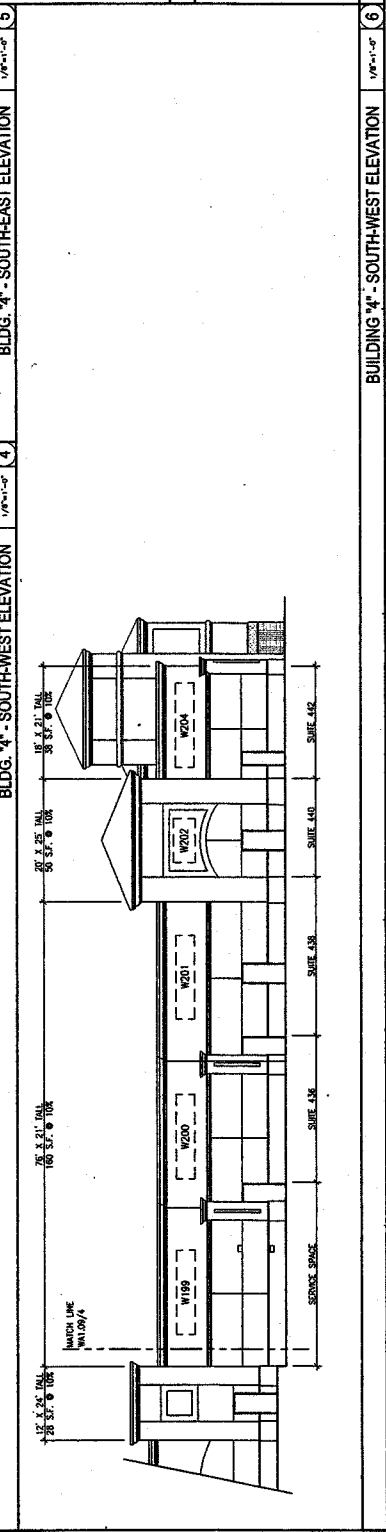 BLDG. "4" - SOUTH-WEST ELEVATION
1/8"=1'-0"
4
BLDG. "4" - SOUTH-EAST ELEVATION
1/8"=1'-0"
5
12' X 24' TALL
28 S.F. @ 10%
76' X 21' TALL
160 S.F. @ 10%
20' X 25' TALL
50 S.F. @ 10%
18' X 21' TALL
38 S.F. @ 10%
MATCH LINE
WA1.09/4
W199
W200
W201
W202
W204
SERVICE SPACE
SUITE 436
SUITE 438
SUITE 440
SUITE 442
BUILDING "4" - SOUTH-WEST ELEVATION
1/8"=1'-0"
6